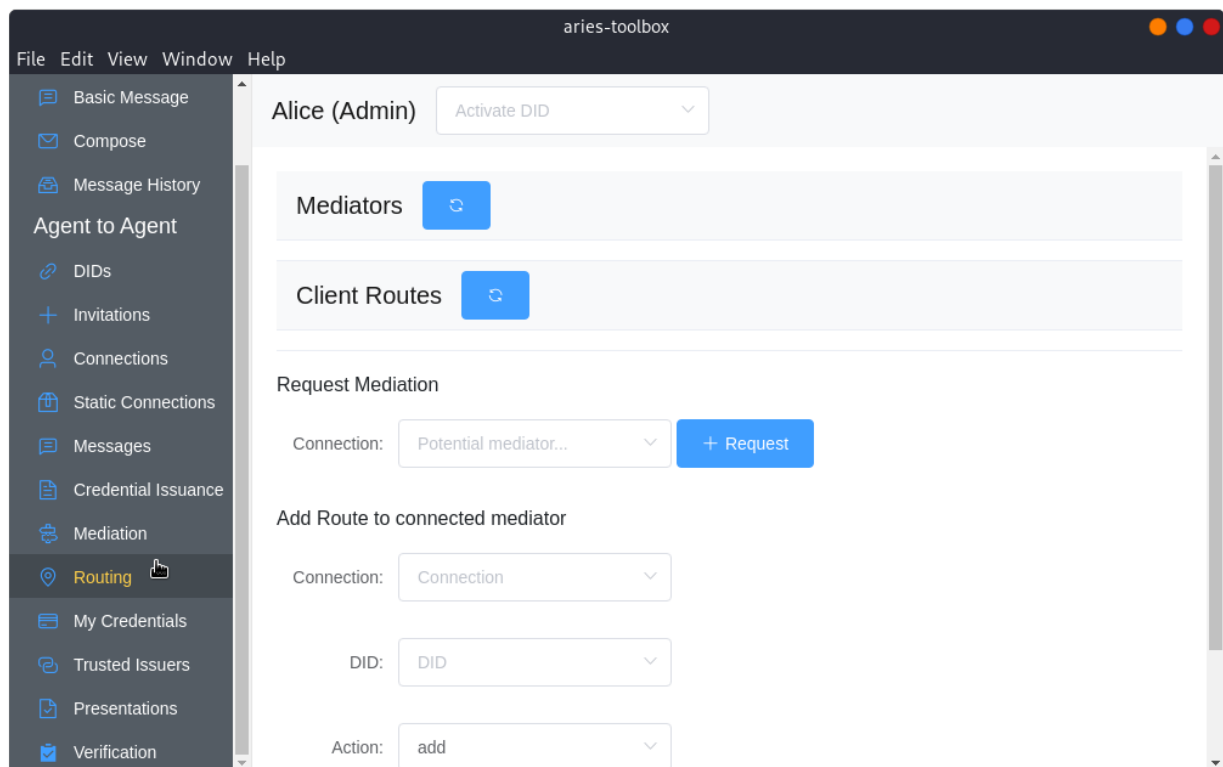 aries-toolbox
File Edit View Window Help
Basic Message
Compose
Message History
Agent to Agent
DIDs
Invitations
Connections
Static Connections
Messages
Credential Issuance
Mediation
Routing
My Credentials
Trusted Issuers
Presentations
Verification
Alice (Admin) Activate DID
Mediators
Client Routes
Request Mediation
Connection: Potential mediator... + Request
Add Route to connected mediator
Connection: Connection
DID: DID
Action: add